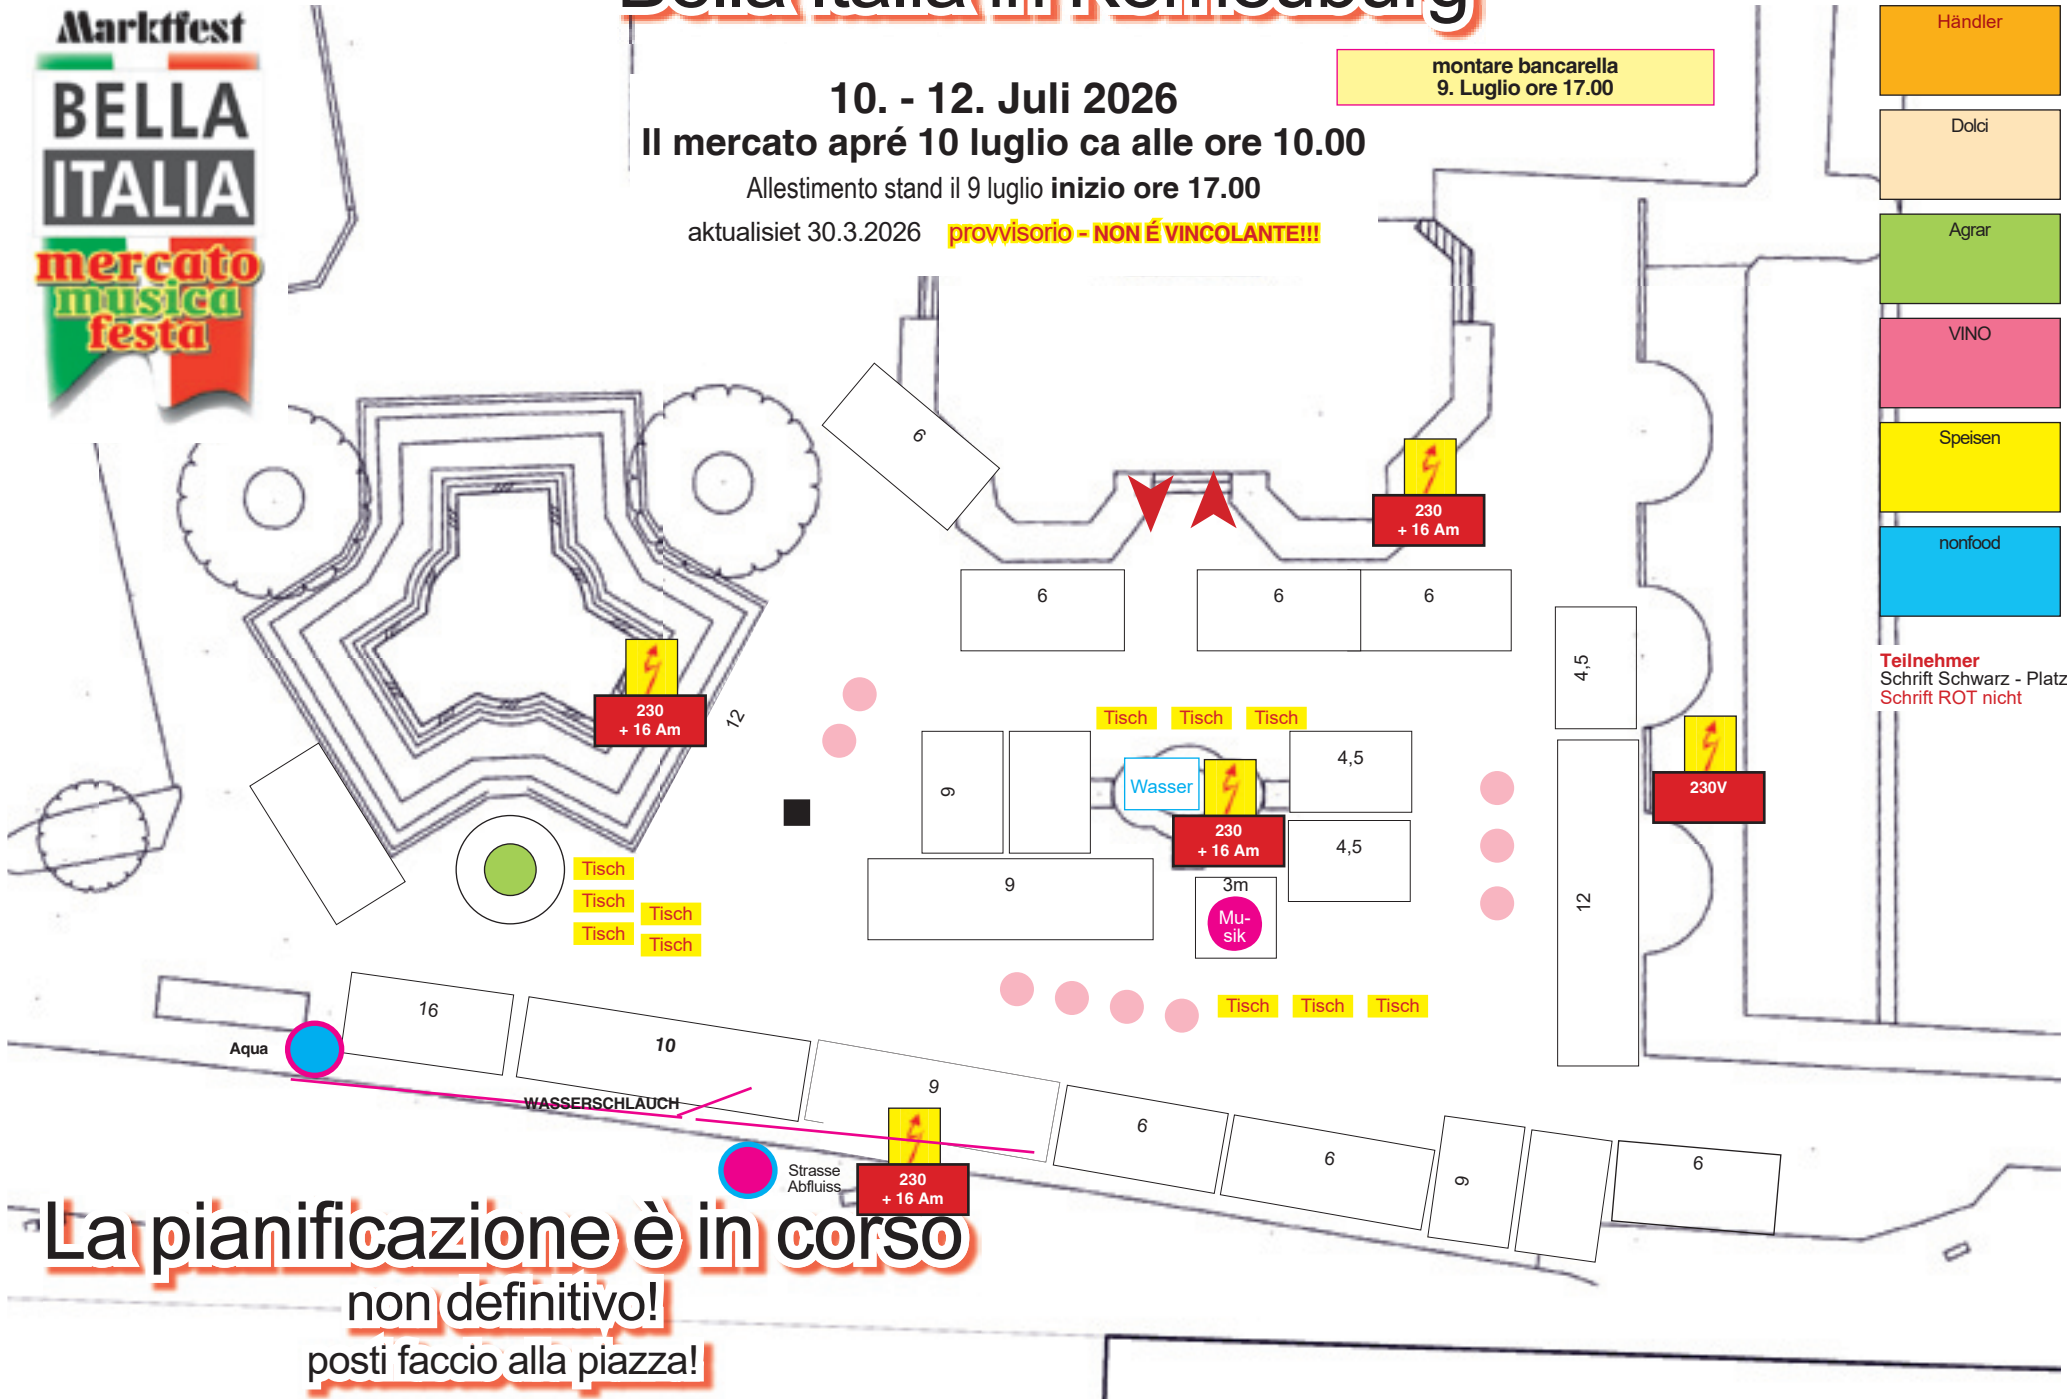 Marktfest
BELLA
ITALIA
mercato
musica
festa
Bella Italia in Korneuburg
10. - 12. Juli 2026
Il mercato apré 10 luglio ca alle ore 10.00
Allestimento stand il 9 luglio inizio ore 17.00
aktualisiet 30.3.2026 provvisorio - NON É VINCOLANTE!!!
montare bancarella
9. Luglio ore 17.00
Händler
Dolci
Agrar
VINO
Speisen
nonfood
Teilnehmer
Schrift Schwarz - Platz
Schrift ROT nicht
6
230
+ 16 Am
6
6
6
4,5
230
+ 16 Am
12
Tisch Tisch Tisch
9
Wasser
4,5
230V
230
+ 16 Am
4,5
Tisch
Tisch
Tisch
Tisch
Tisch
9
3m
Mu-
sik
12
Tisch Tisch Tisch
16
10
9
Aqua
WASSERSCHLAUCH
6
6
9
6
Strasse
Abfluiss
230
+ 16 Am
La pianificazione è in corso
non definitivo!
posti faccio alla piazza!